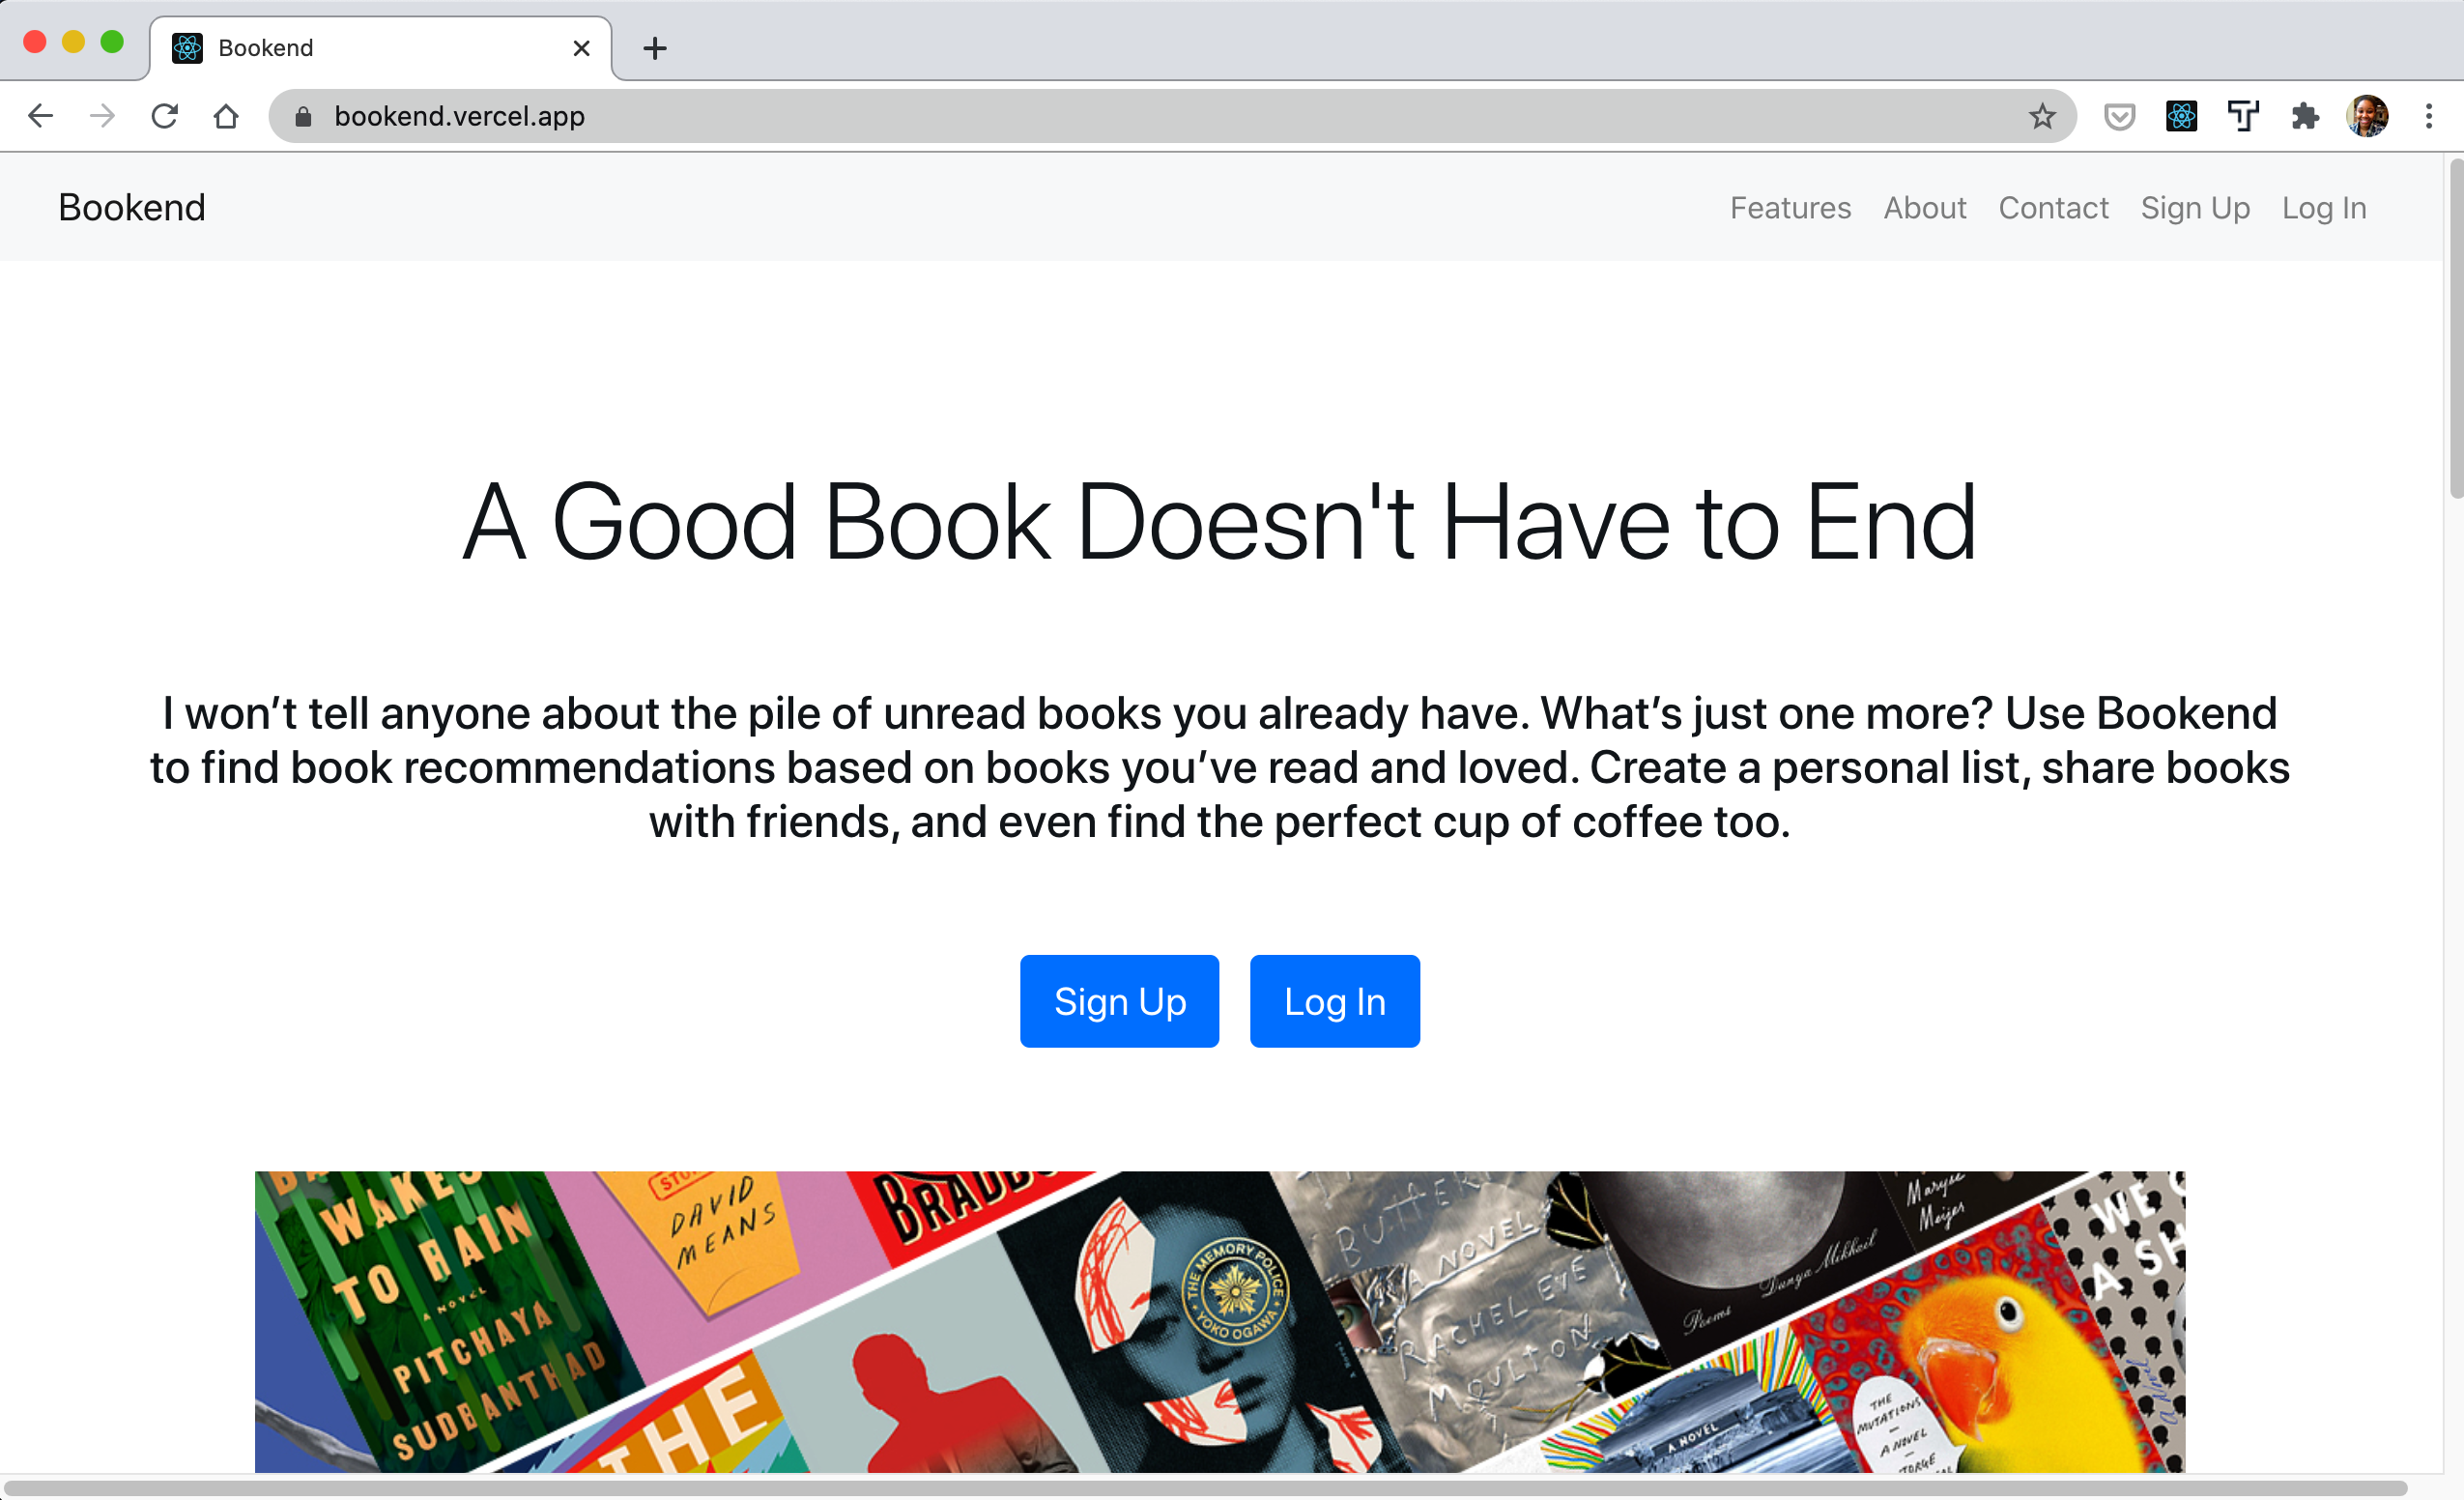 Bookend
bookend.vercel.app
Bookend
Features About Contact Sign Up Log In
A Good Book Doesn't Have to End
I won’t tell anyone about the pile of unread books you already have. What’s just one more? Use Bookend
to find book recommendations based on books you’ve read and loved. Create a personal list, share books
with friends, and even find the perfect cup of coffee too.
Sign Up Log In
WAKES
TO RAIN
A NOVEL
PITCHAYA
SUDBANTHAD
DAVID
MEANS
THE
THE MEMORY POLICE
YOKO OGAWA
A NOVEL
RACHEL EVE
MOULTON
Poems
Dunya Mikhail
Maryse
Meijer
A NOVEL
WE
A SH
THE
MUTATIONS
A NOVEL